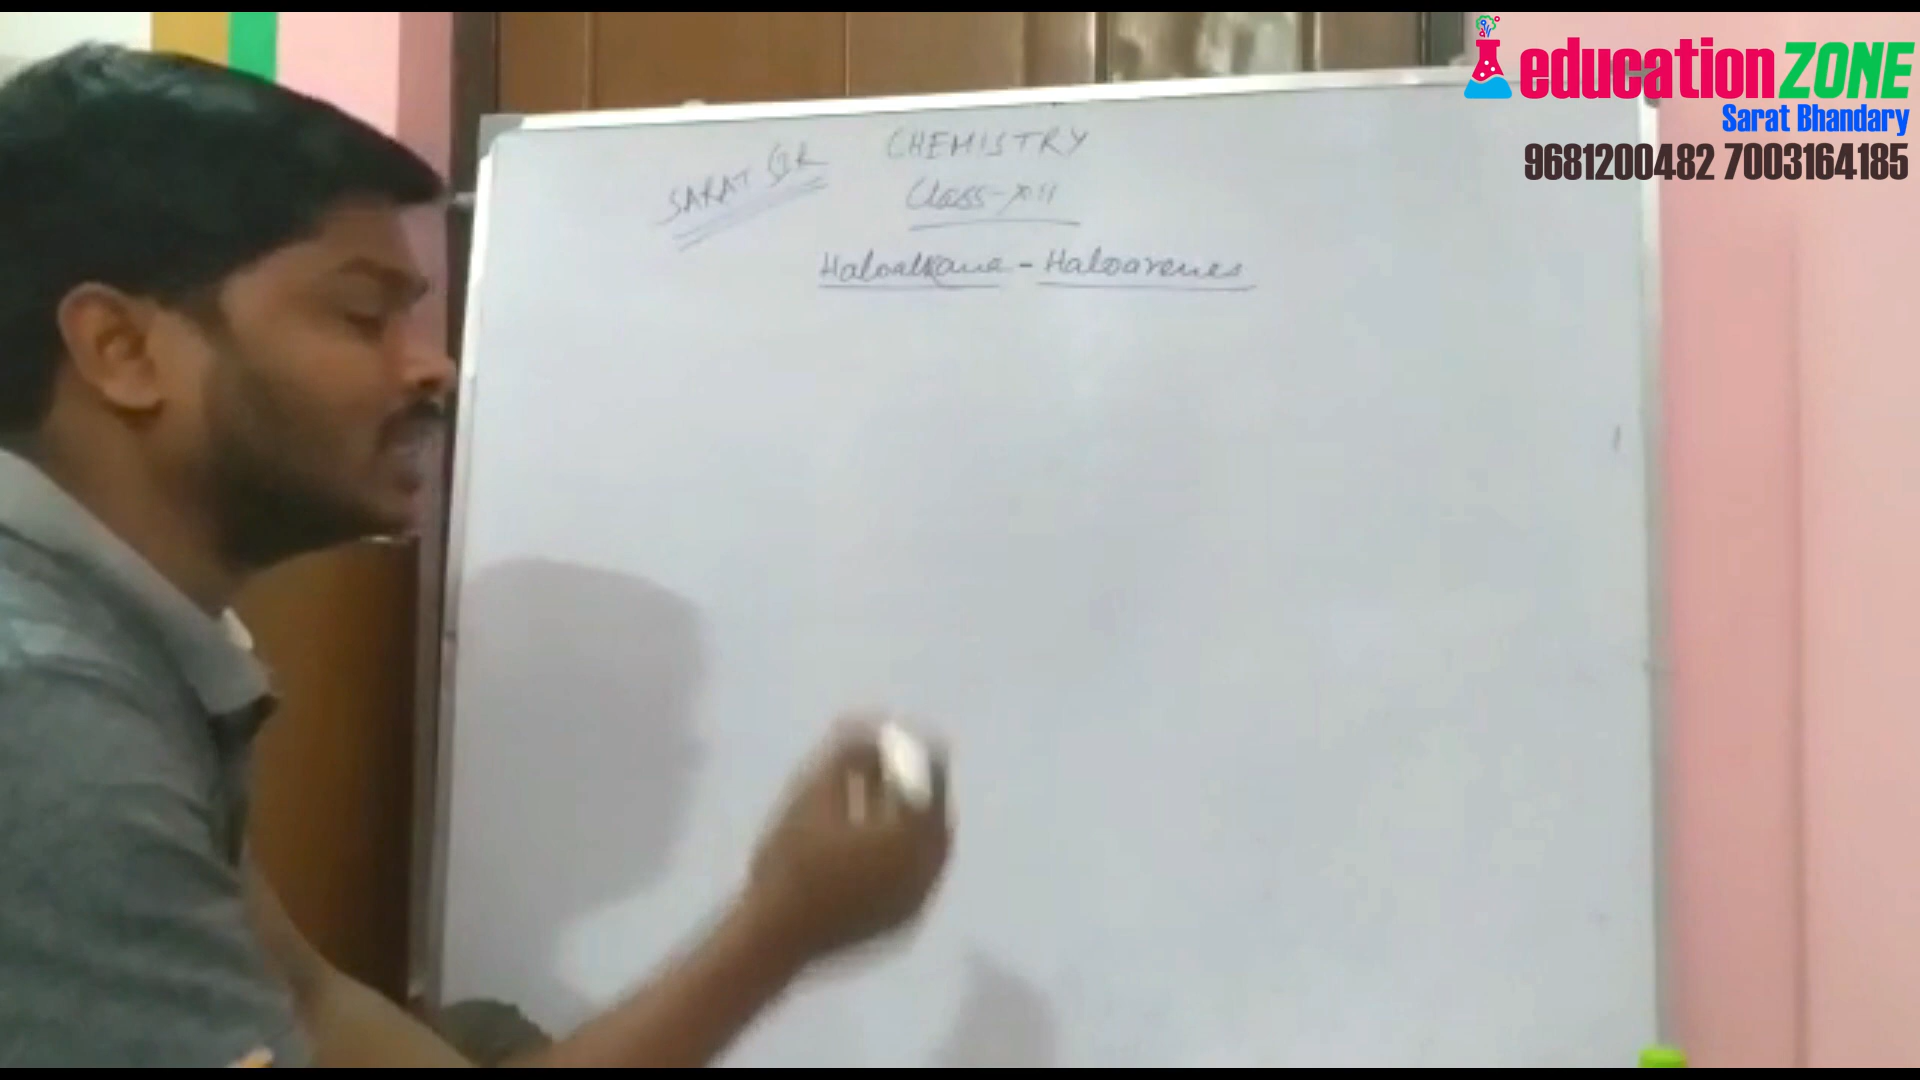 educationZONE
Sarat Bhandary
9681200482 7003164185
CHEMISTRY
SARAT SIR
Class-XII
Haloalkane - Haloarenes